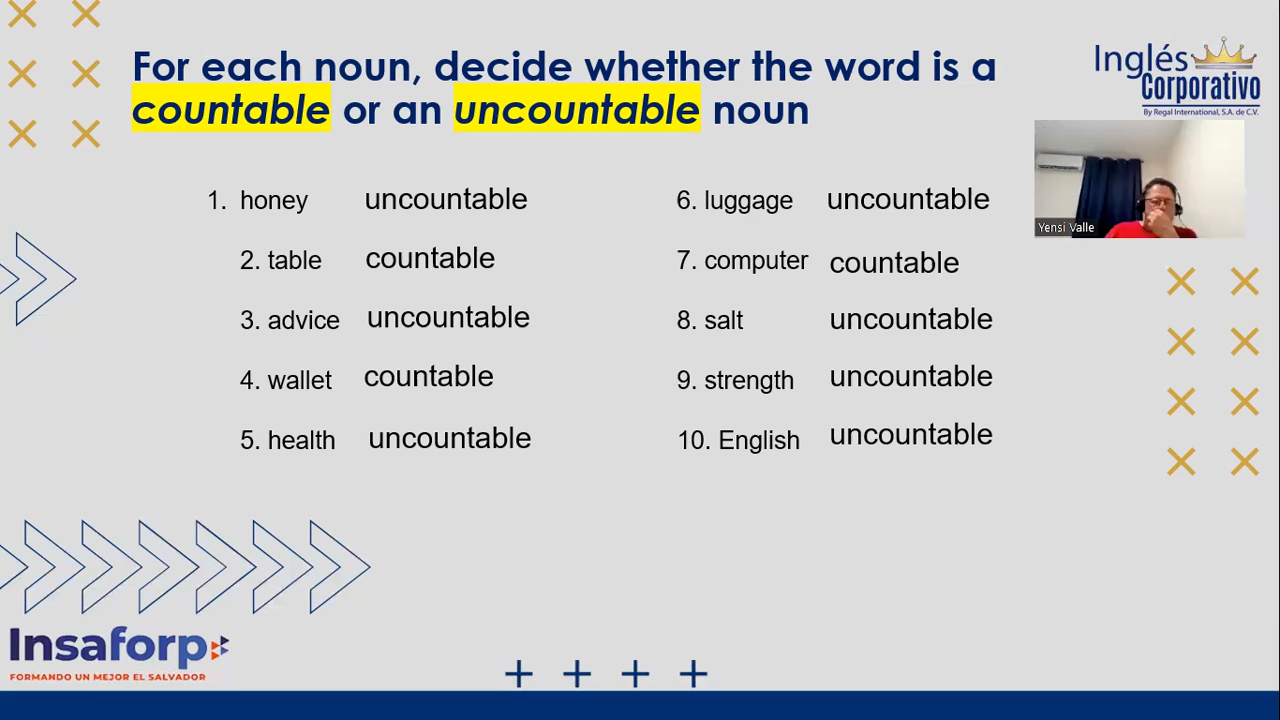 For each noun, decide whether the word is a
countable or an uncountable noun
Inglés
Corporativo
By Regal International, S.A. de C.V.
Yensi Valle
1. honey uncountable
2. table countable
3. advice uncountable
4. wallet countable
5. health uncountable
6. luggage uncountable
7. computer countable
8. salt uncountable
9. strength uncountable
10. English uncountable
Insaforp
FORMANDO UN MEJOR EL SALVADOR